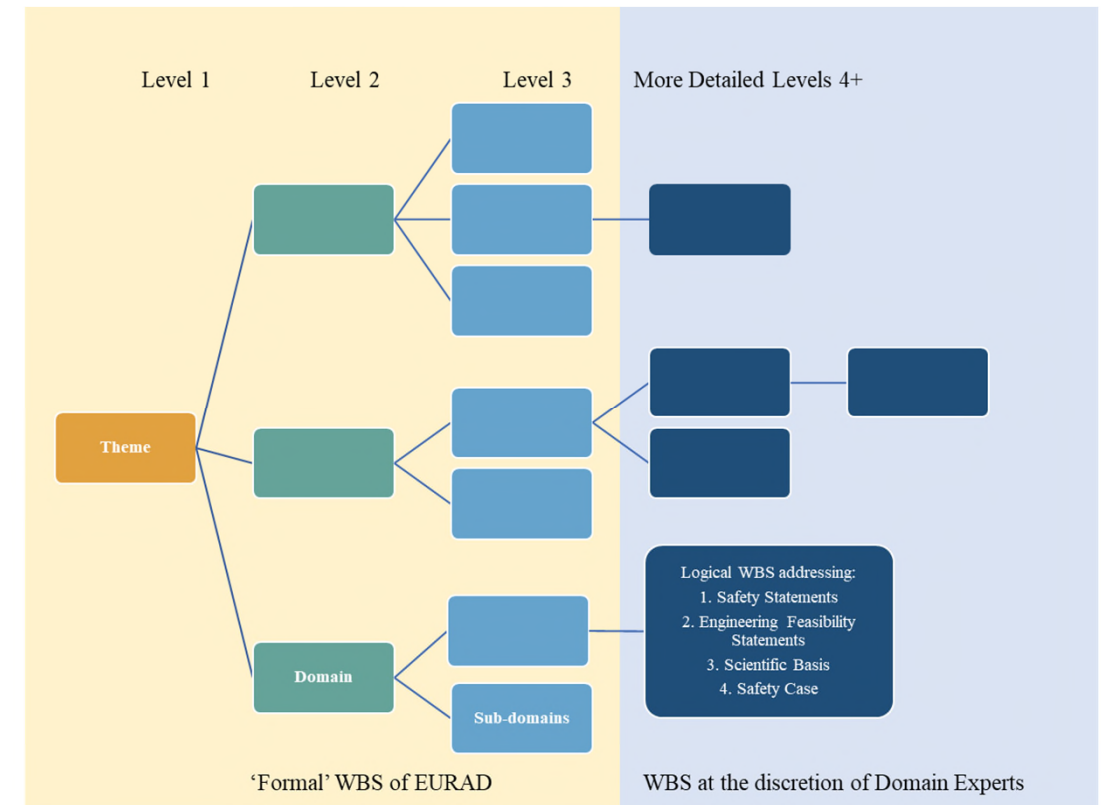 Level 1
Level 2
Level 3
More Detailed Levels 4+
Theme
Logical WBS addressing:
1. Safety Statements
2. Engineering Feasibility
Statements
3. Scientific Basis
4. Safety Case
Domain
Sub-domains
‘Formal’ WBS of EURAD
WBS at the discretion of Domain Experts